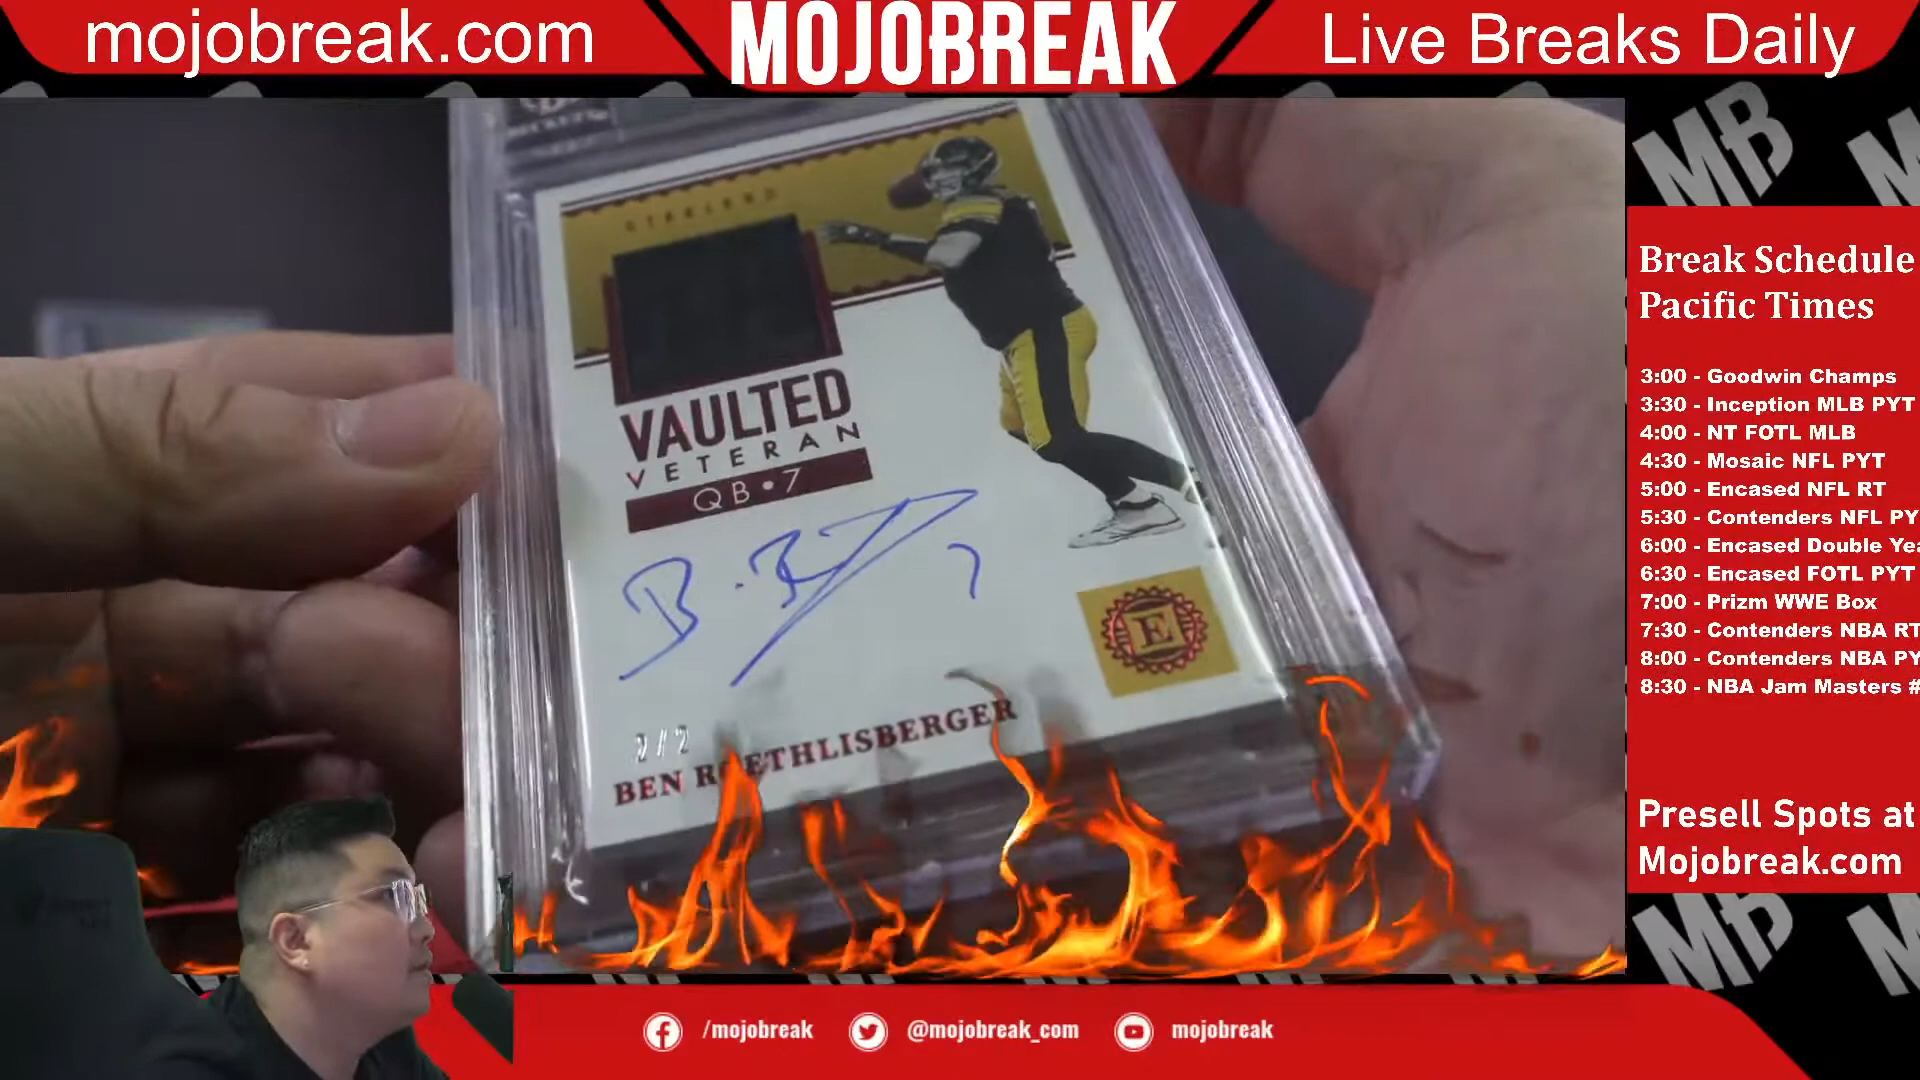 mojobreak.com
MOJOBREAK
Live Breaks Daily
STEELERS
VAULTED
VETERAN
QB•7
B.R 7
E
2/2
BEN ROETHLISBERGER
MB
Break Schedule
Pacific Times
3:00 - Goodwin Champs
3:30 - Inception MLB PYT
4:00 - NT FOTL MLB
4:30 - Mosaic NFL PYT
5:00 - Encased NFL RT
5:30 - Contenders NFL PY
6:00 - Encased Double Yea
6:30 - Encased FOTL PYT
7:00 - Prizm WWE Box
7:30 - Contenders NBA RT
8:00 - Contenders NBA PY
8:30 - NBA Jam Masters #
Presell Spots at
Mojobreak.com
MB
/mojobreak
@mojobreak_com
mojobreak